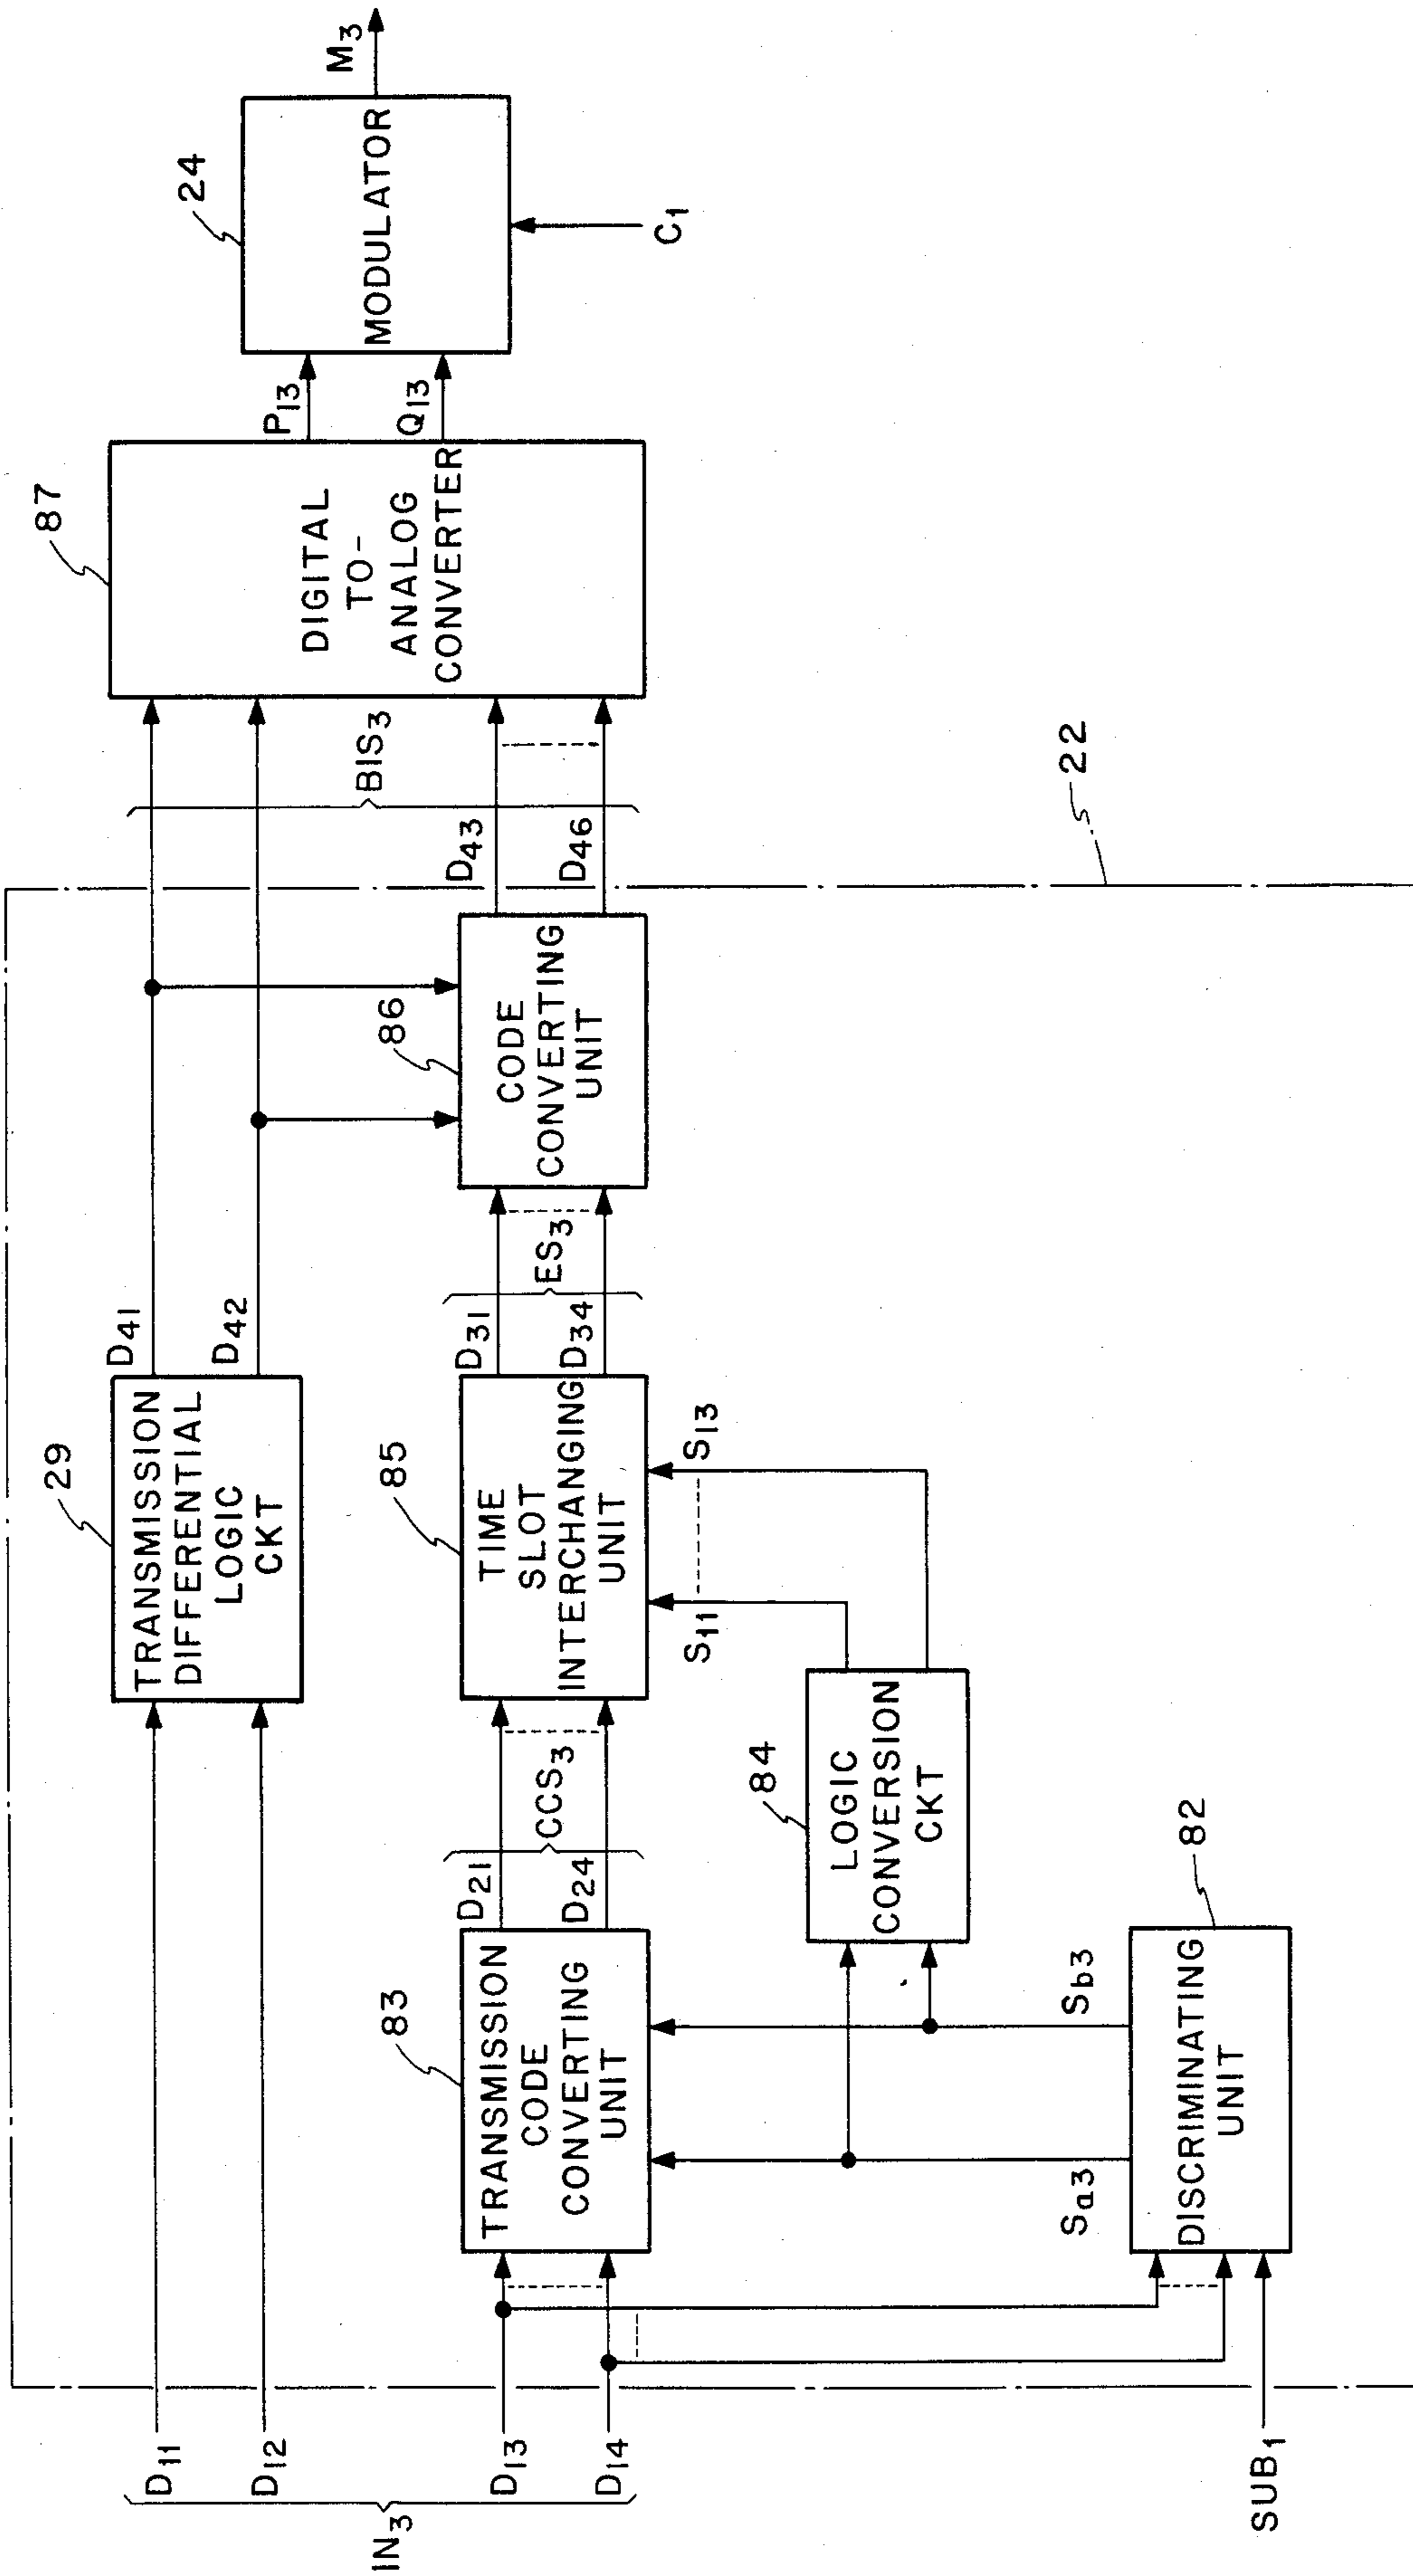 IN3
D11
D12
D13
D14
SUB1
29
TRANSMISSION
DIFFERENTIAL
LOGIC
CKT
D41
D42
83
TRANSMISSION
CODE
CONVERTING
UNIT
D21
D24
CCS3
85
TIME
SLOT
INTERCHANGING
UNIT
D31
D34
ES3
86
CODE
CONVERTING
UNIT
D43
D46
BIS3
87
DIGITAL
TO-
ANALOG
CONVERTER
P13
Q13
24
MODULATOR
M3
C1
84
LOGIC
CONVERSION
CKT
S11
S13
82
DISCRIMINATING
UNIT
Sa3
Sb3
22